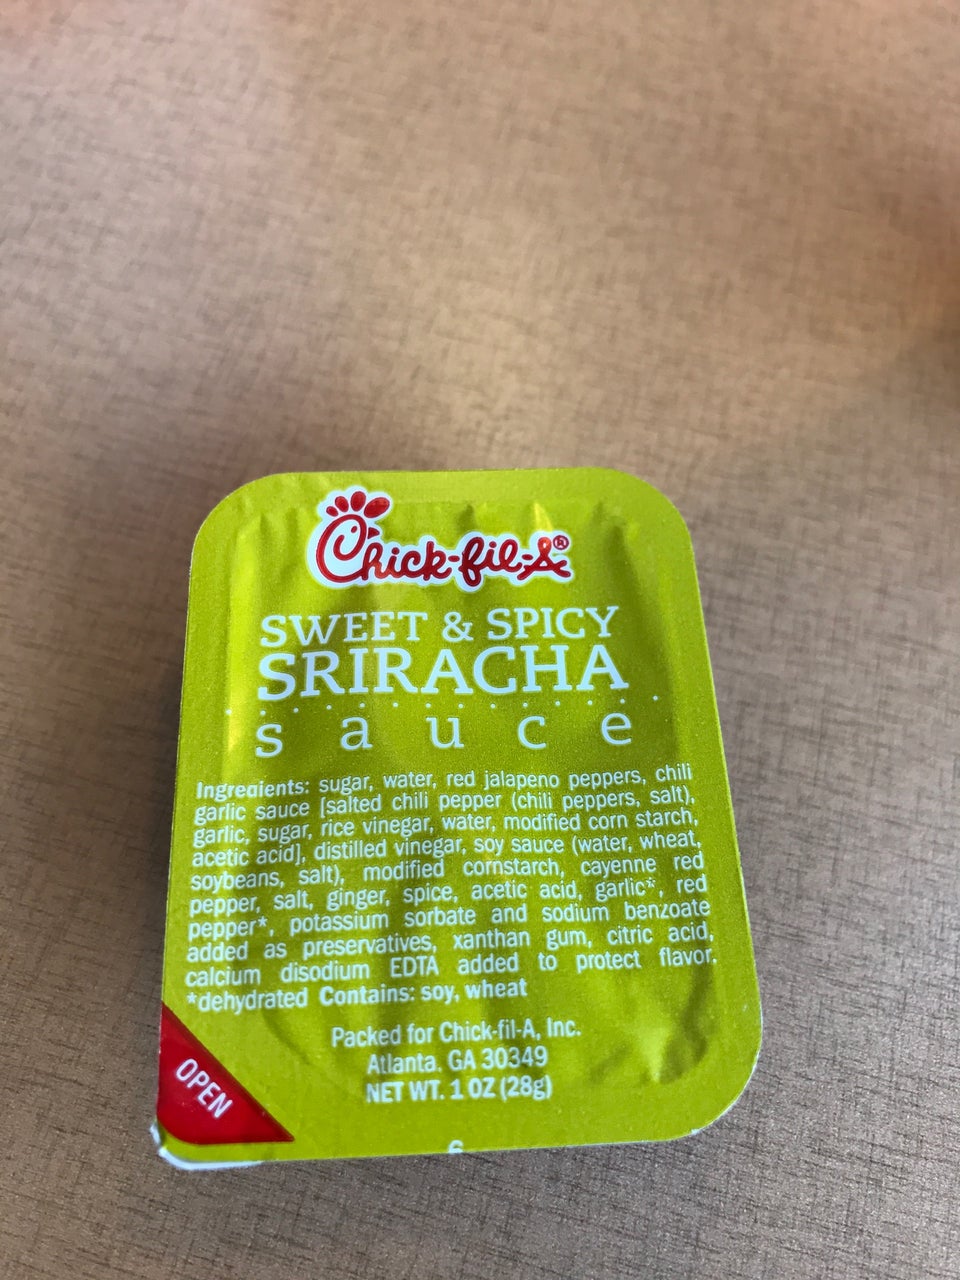 Chick-fil-A®
SWEET & SPICY
SRIRACHA
sauce
Ingredients: sugar, water, red jalapeno peppers, chili
garlic sauce [salted chili pepper (chili peppers, salt),
garlic, sugar, rice vinegar, water, modified corn starch,
acetic acid], distilled vinegar, soy sauce (water, wheat,
soybeans, salt), modified cornstarch, cayenne red
pepper, salt, ginger, spice, acetic acid, garlic*, red
pepper*, potassium sorbate and sodium benzoate
added as preservatives, xanthan gum, citric acid,
calcium disodium EDTA added to protect flavor.
*dehydrated Contains: soy, wheat
Packed for Chick-fil-A, Inc.
Atlanta, GA 30349
NET WT. 1 OZ (28g)
OPEN